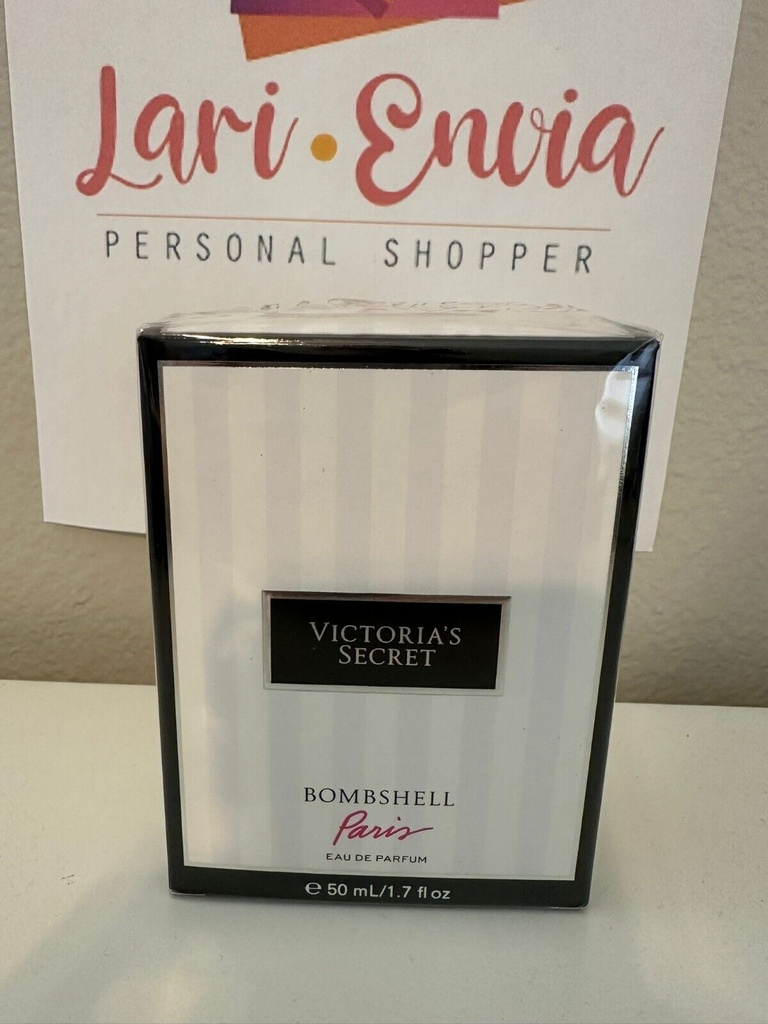 Lari • Envia
PERSONAL SHOPPER
VICTORIA'S
SECRET
BOMBSHELL
Paris
EAU DE PARFUM
℮ 50 mL/1.7 fl oz